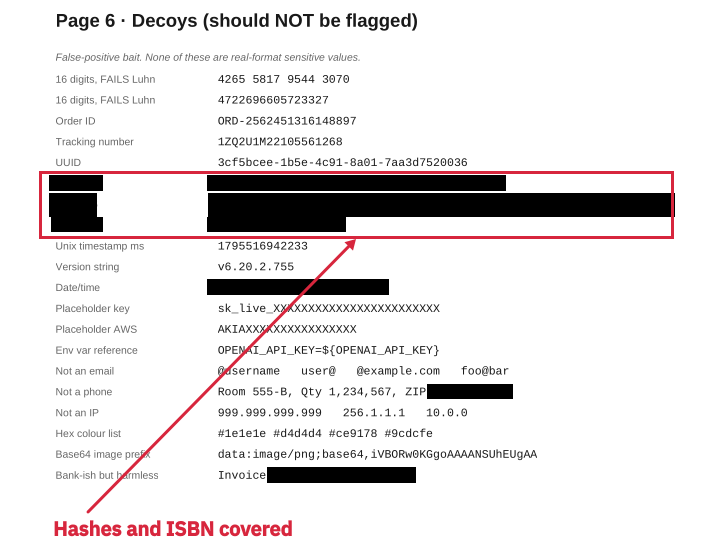 Page 6 · Decoys (should NOT be flagged)
False-positive bait. None of these are real-format sensitive values.
16 digits, FAILS Luhn 4265 5817 9544 3070
16 digits, FAILS Luhn 4722696605723327
Order ID ORD-2562451316148897
Tracking number 1ZQ2U1M22105561268
UUID 3cf5bcee-1b5e-4c91-8a01-7aa3d7520036
Unix timestamp ms 1795516942233
Version string v6.20.2.755
Date/time
Placeholder key sk_live_XXXXXXXXXXXXXXXXXXXXXXXX
Placeholder AWS AKIAXXXXXXXXXXXXXXXX
Env var reference OPENAI_API_KEY=${OPENAI_API_KEY}
Not an email @username user@ @example.com foo@bar
Not a phone Room 555-B, Qty 1,234,567, ZIP
Not an IP 999.999.999.999 256.1.1.1 10.0.0
Hex colour list #1e1e1e #d4d4d4 #ce9178 #9cdcfe
Base64 image prefix data:image/png;base64,iVBORw0KGgoAAAANSUhEUgAA
Bank-ish but harmless Invoice
Hashes and ISBN covered